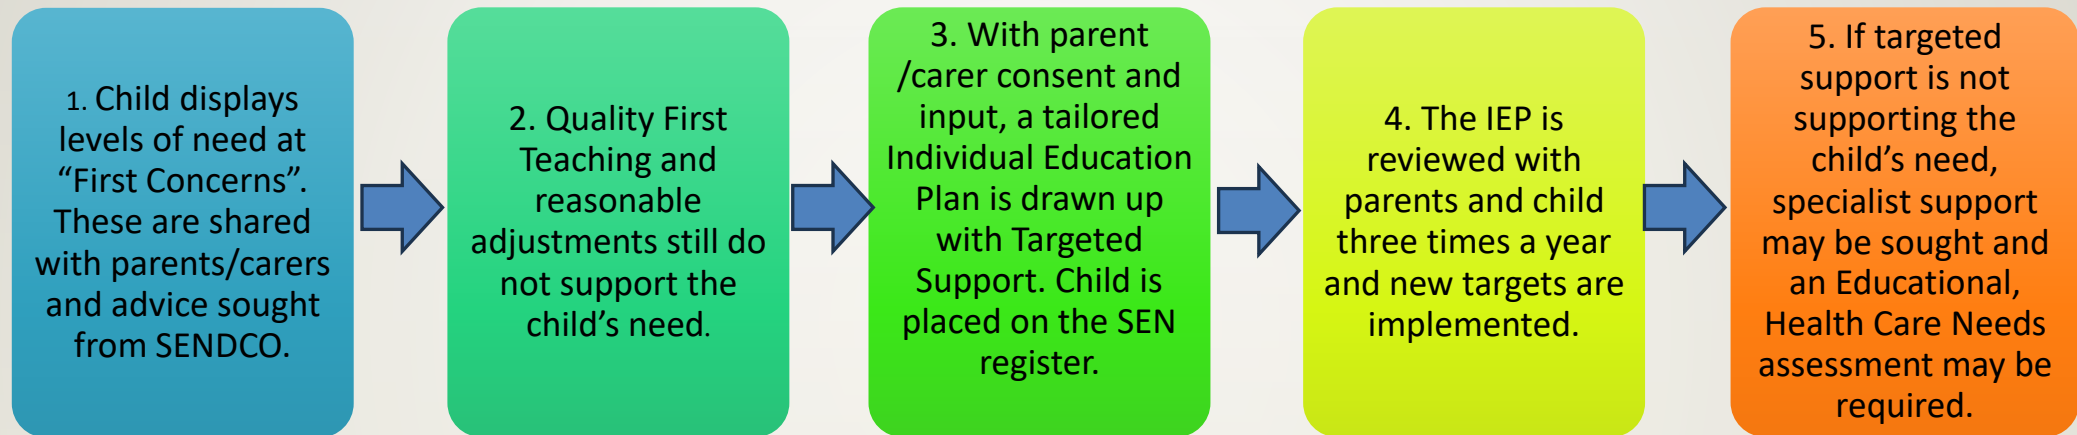 1. Child displays
levels of need at
“First Concerns”.
These are shared
with parents/carers
and advice sought
from SENDCO.
2. Quality First
Teaching and
reasonable
adjustments still do
not support the
child’s need.
3. With parent
/carer consent and
input, a tailored
Individual Education
Plan is drawn up
with Targeted
Support. Child is
placed on the SEN
register.
4. The IEP is
reviewed with
parents and child
three times a year
and new targets are
implemented.
5. If targeted
support is not
supporting the
child’s need,
specialist support
may be sought and
an Educational,
Health Care Needs
assessment may be
required.